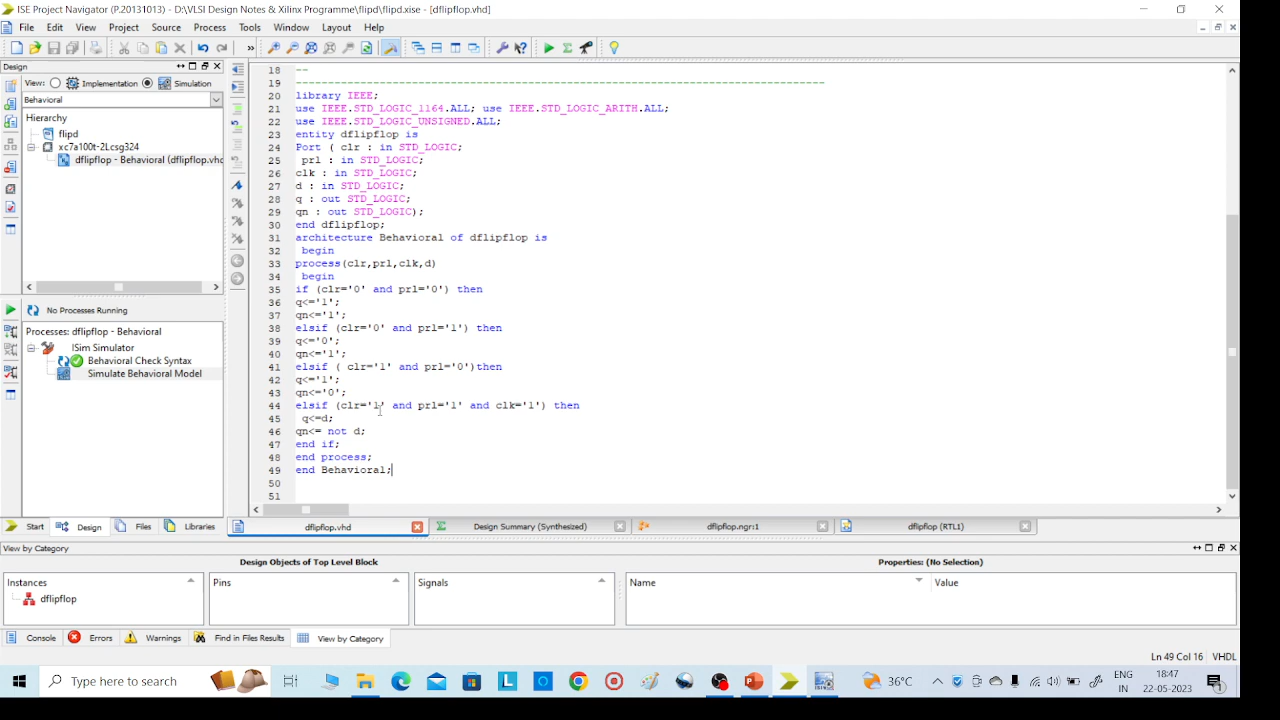 ISE Project Navigator (P.20131013) - D:\VLSI Design Notes & Xilinx Programme\flipd\flipd.xise - [dflipflop.vhd]
File Edit View Project Source Process Tools Window Layout Help
Design
View: Implementation Simulation
Behavioral
Hierarchy
flipd
xc7a100t-2Lcsg324
dflipflop - Behavioral (dflipflop.vhd
No Processes Running
Processes: dflipflop - Behavioral
ISim Simulator
Behavioral Check Syntax
Simulate Behavioral Model
18 --
19 ----------------------------------------------------------------------------------
20 library IEEE;
21 use IEEE.STD_LOGIC_1164.ALL; use IEEE.STD_LOGIC_ARITH.ALL;
22 use IEEE.STD_LOGIC_UNSIGNED.ALL;
23 entity dflipflop is
24 Port ( clr : in STD_LOGIC;
25 prl : in STD_LOGIC;
26 clk : in STD_LOGIC;
27 d : in STD_LOGIC;
28 q : out STD_LOGIC;
29 qn : out STD_LOGIC);
30 end dflipflop;
31 architecture Behavioral of dflipflop is
32 begin
33 process(clr,prl,clk,d)
34 begin
35 if (clr='0' and prl='0') then
36 q<='1';
37 qn<='1';
38 elsif (clr='0' and prl='1') then
39 q<='0';
40 qn<='1';
41 elsif ( clr='1' and prl='0')then
42 q<='1';
43 qn<='0';
44 elsif (clr='1' and prl='1' and clk='1') then
45 q<=d;
46 qn<= not d;
47 end if;
48 end process;
49 end Behavioral;
50
51
Start Design Files Libraries
dflipflop.vhd Design Summary (Synthesized) dflipflop.ngr:1 dflipflop (RTL1)
View by Category
Design Objects of Top Level Block Properties: (No Selection)
Instances Pins Signals Name Value
dflipflop
Console Errors Warnings Find in Files Results View by Category
Ln 49 Col 16 VHDL
Type here to search
36°C
ENG
IN
18:47
22-05-2023
1